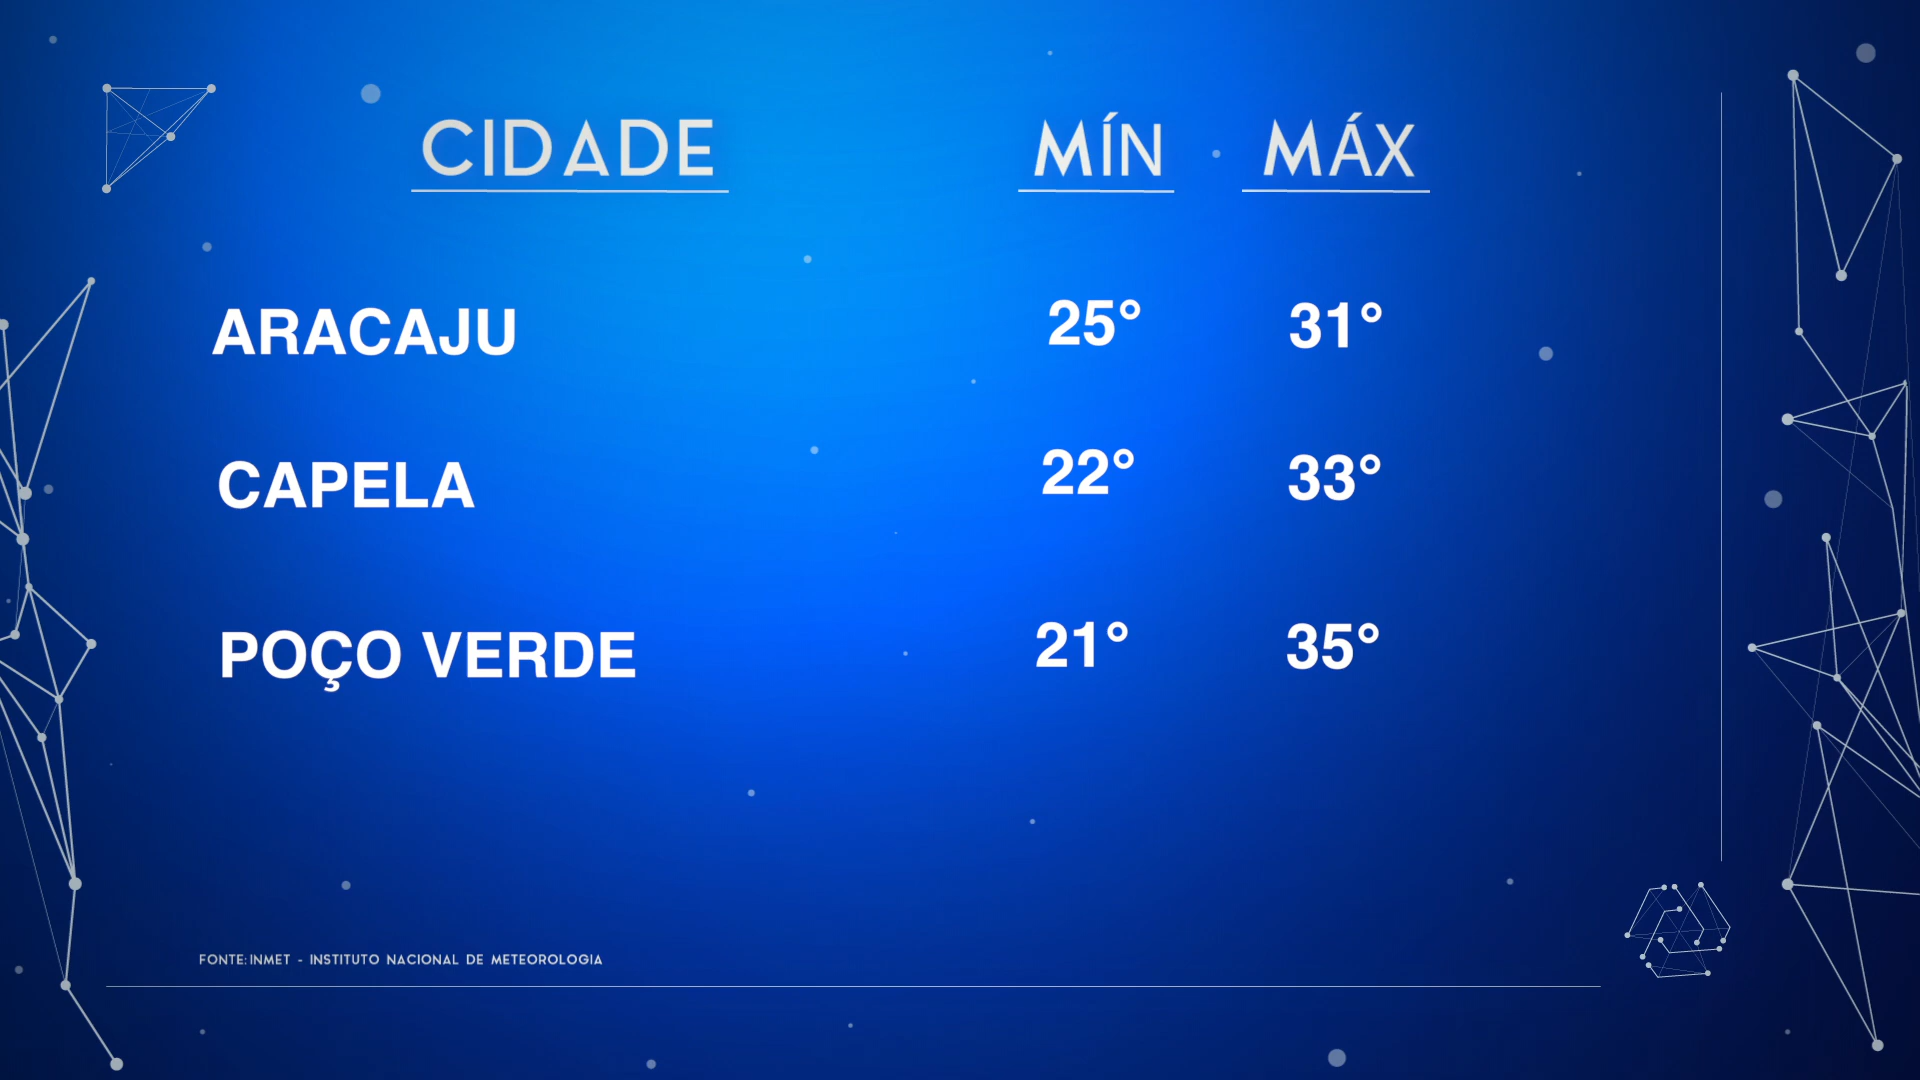 CIDADE MÍN MÁX
ARACAJU 25° 31°
CAPELA 22° 33°
POÇO VERDE 21° 35°
FONTE: INMET - INSTITUTO NACIONAL DE METEOROLOGIA